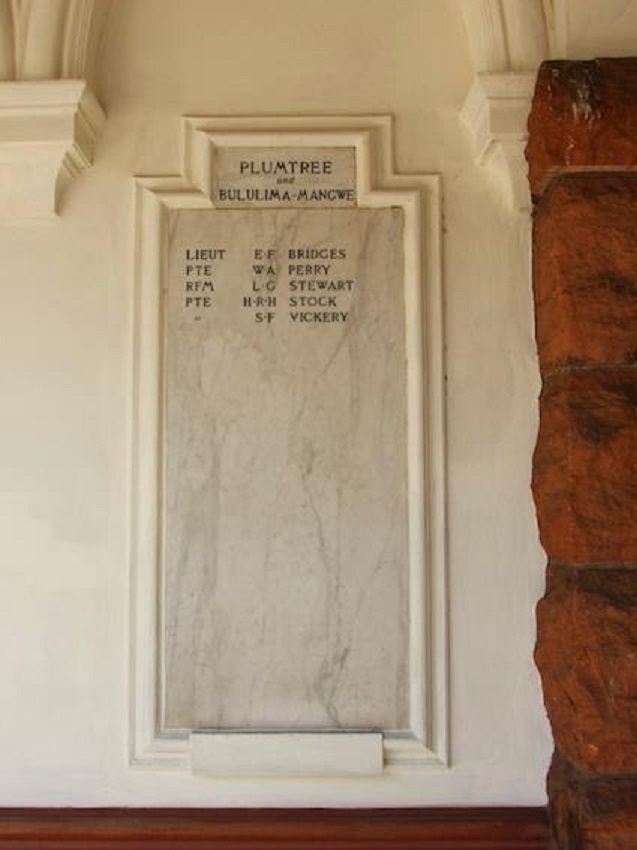 PLUMTREE
and
BULULIMA-MANGWE
LIEUT E·F BRIDGES
PTE W·A PERRY
RFM L·G STEWART
PTE H·R·H STOCK
" S·F VICKERY